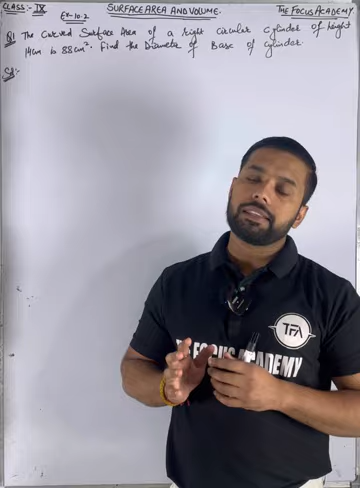 CLASS:- IX
SURFACE AREA AND VOLUME.
THE FOCUS ACADEMY
Ex-10.2
Q1 The Curved Surface Area of a Right Circular Cylinder of height
14cm is 88cm². Find the Diameter of Base of cylinder.
Sol:-
TFA
THE FOCUS ACADEMY